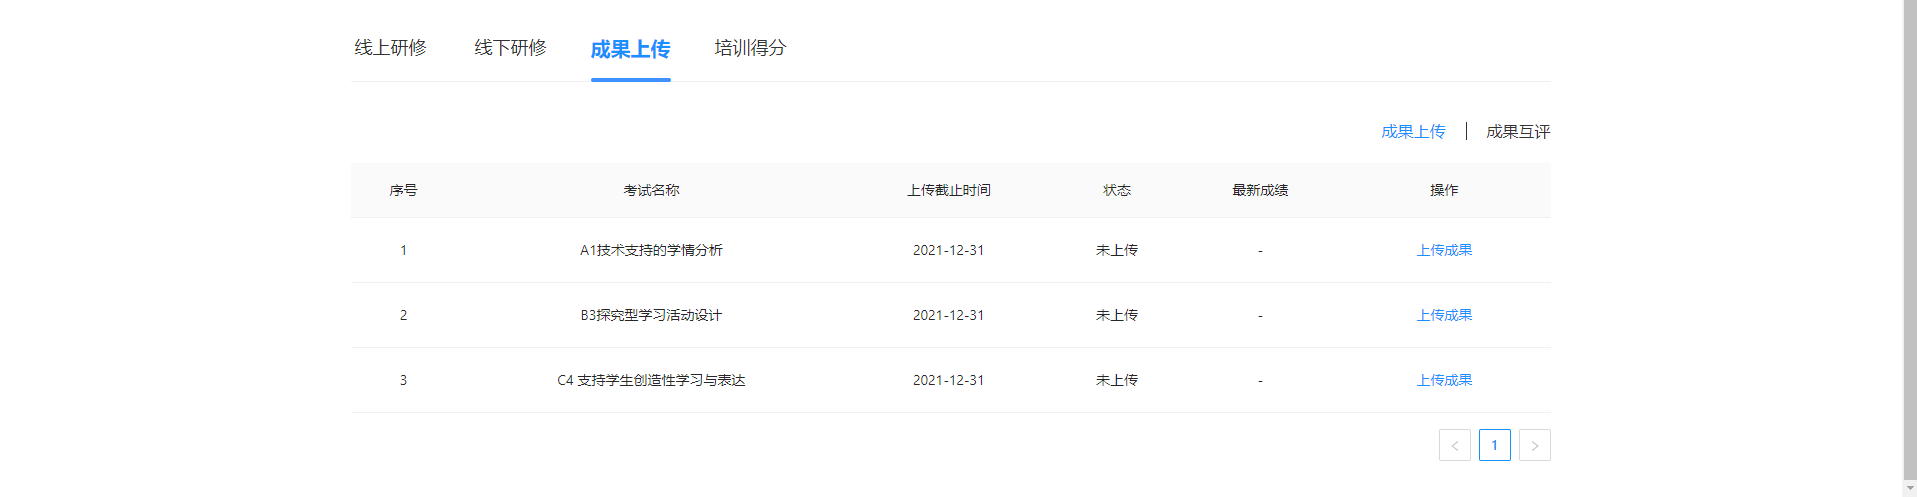 线上研修 线下研修 成果上传 培训得分
成果上传 | 成果互评
序号 考试名称 上传截止时间 状态 最新成绩 操作
1 A1技术支持的学情分析 2021-12-31 未上传 - 上传成果
2 B3探究型学习活动设计 2021-12-31 未上传 - 上传成果
3 C4 支持学生创造性学习与表达 2021-12-31 未上传 - 上传成果
< 1 >